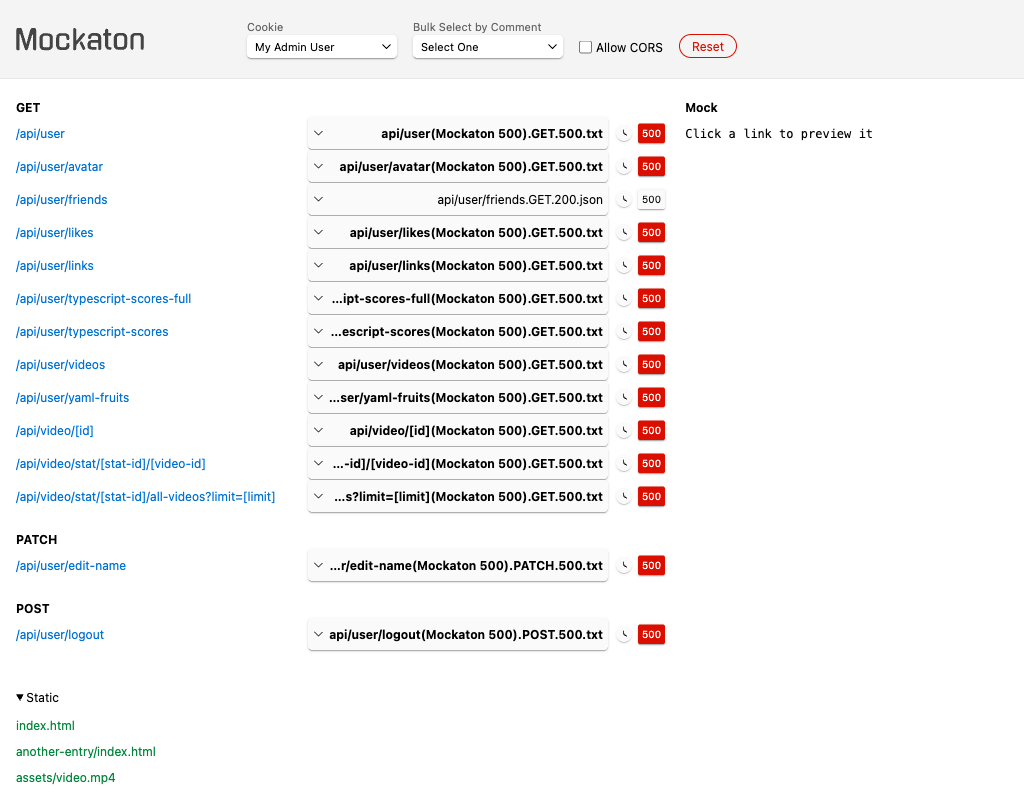 Mockaton
Cookie
My Admin User
Bulk Select by Comment
Select One
Allow CORS
Reset
GET
/api/user api/user(Mockaton 500).GET.500.txt 500
/api/user/avatar api/user/avatar(Mockaton 500).GET.500.txt 500
/api/user/friends api/user/friends.GET.200.json 500
/api/user/likes api/user/likes(Mockaton 500).GET.500.txt 500
/api/user/links api/user/links(Mockaton 500).GET.500.txt 500
/api/user/typescript-scores-full ...ipt-scores-full(Mockaton 500).GET.500.txt 500
/api/user/typescript-scores ...escript-scores(Mockaton 500).GET.500.txt 500
/api/user/videos api/user/videos(Mockaton 500).GET.500.txt 500
/api/user/yaml-fruits ...ser/yaml-fruits(Mockaton 500).GET.500.txt 500
/api/video/[id] api/video/[id](Mockaton 500).GET.500.txt 500
/api/video/stat/[stat-id]/[video-id] ...-id]/[video-id](Mockaton 500).GET.500.txt 500
/api/video/stat/[stat-id]/all-videos?limit=[limit] ...s?limit=[limit](Mockaton 500).GET.500.txt 500
PATCH
/api/user/edit-name ...r/edit-name(Mockaton 500).PATCH.500.txt 500
POST
/api/user/logout api/user/logout(Mockaton 500).POST.500.txt 500
Static
index.html
another-entry/index.html
assets/video.mp4
Mock
Click a link to preview it